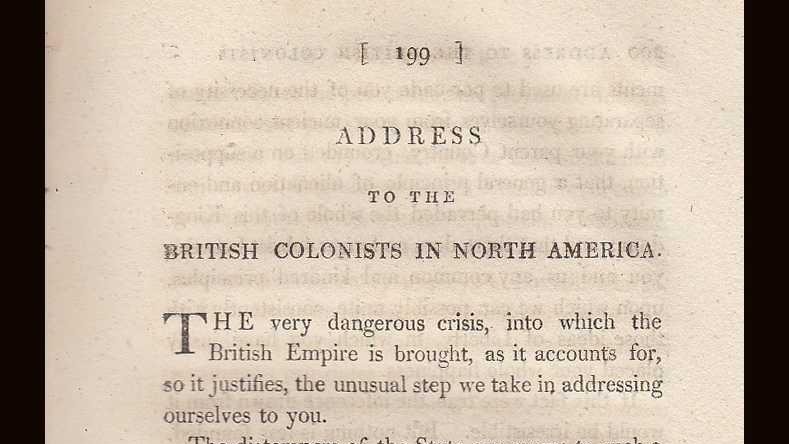 [ 199 ]
ADDRESS
TO THE
BRITISH COLONISTS IN NORTH AMERICA.
THE very dangerous crisis, into which the
British Empire is brought, as it accounts for,
so it justifies, the unusual step we take in addressing
ourselves to you.